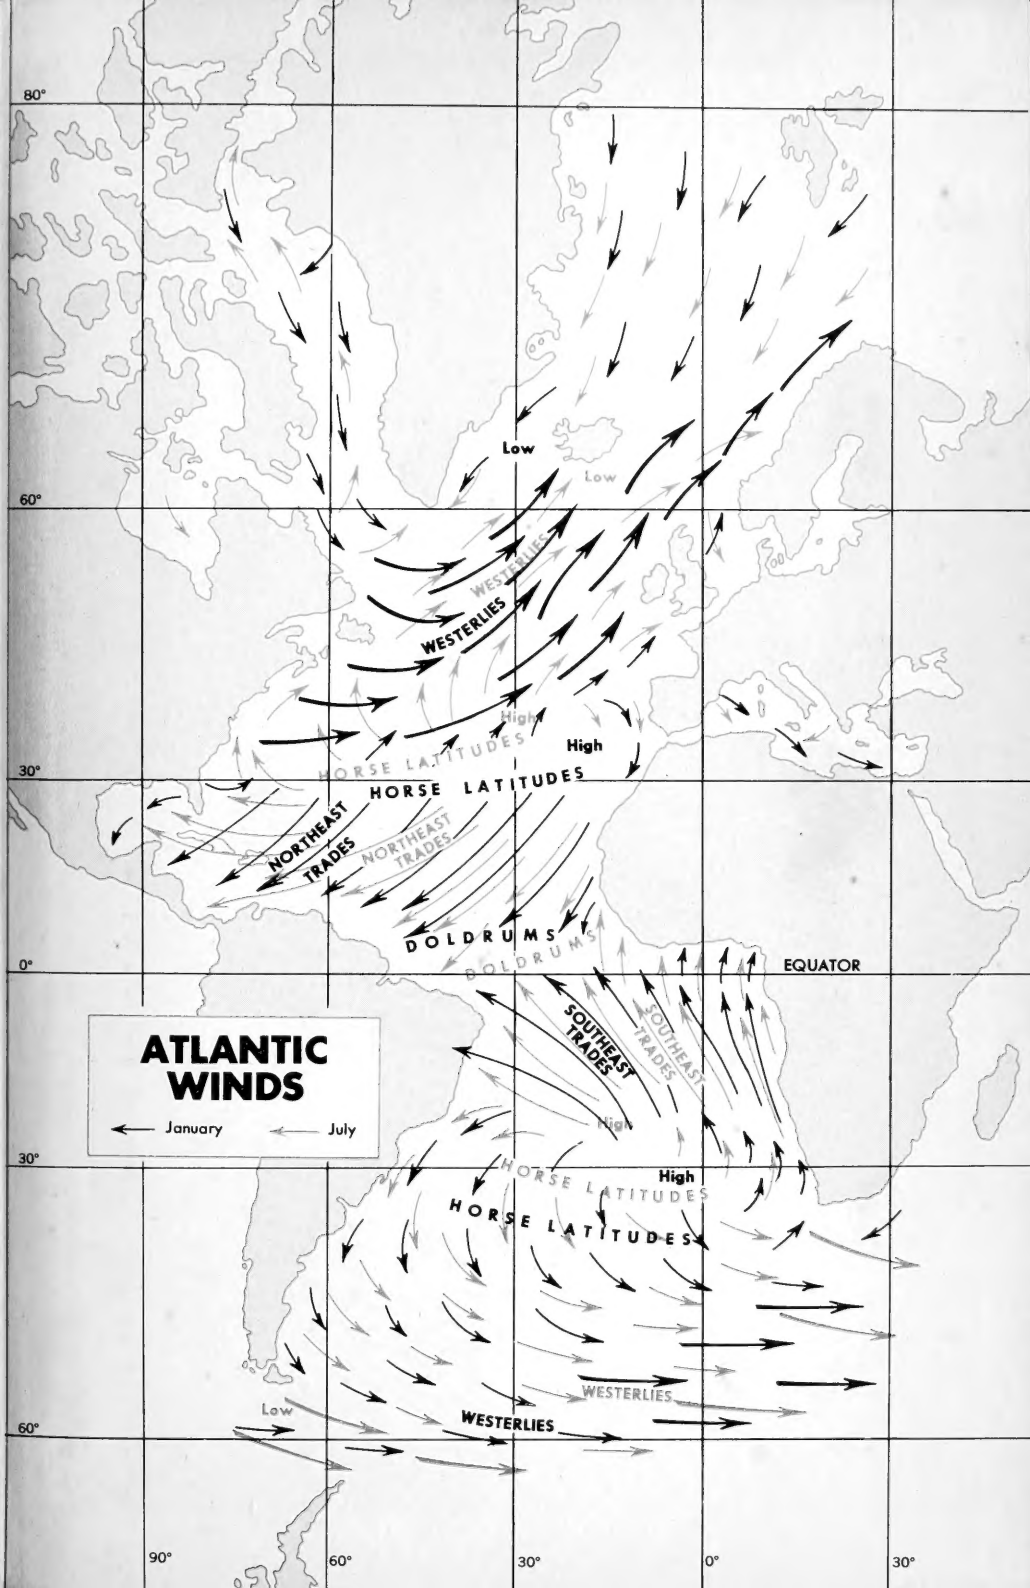 80°
Low
Low
60°
WESTERLIES
WESTERLIES
High
High
HORSE LATITUDES
30°
HORSE LATITUDES
NORTHEAST
TRADES
NORTHEAST
TRADES
DOLDRUMS
DOLDRUMS
0°
EQUATOR
SOUTHEAST
TRADES
SOUTHEAST
TRADES
ATLANTIC
WINDS
January
July
High
30°
HORSE LATITUDES
High
HORSE LATITUDES
WESTERLIES
Low
WESTERLIES
60°
90°
60°
30°
0°
30°